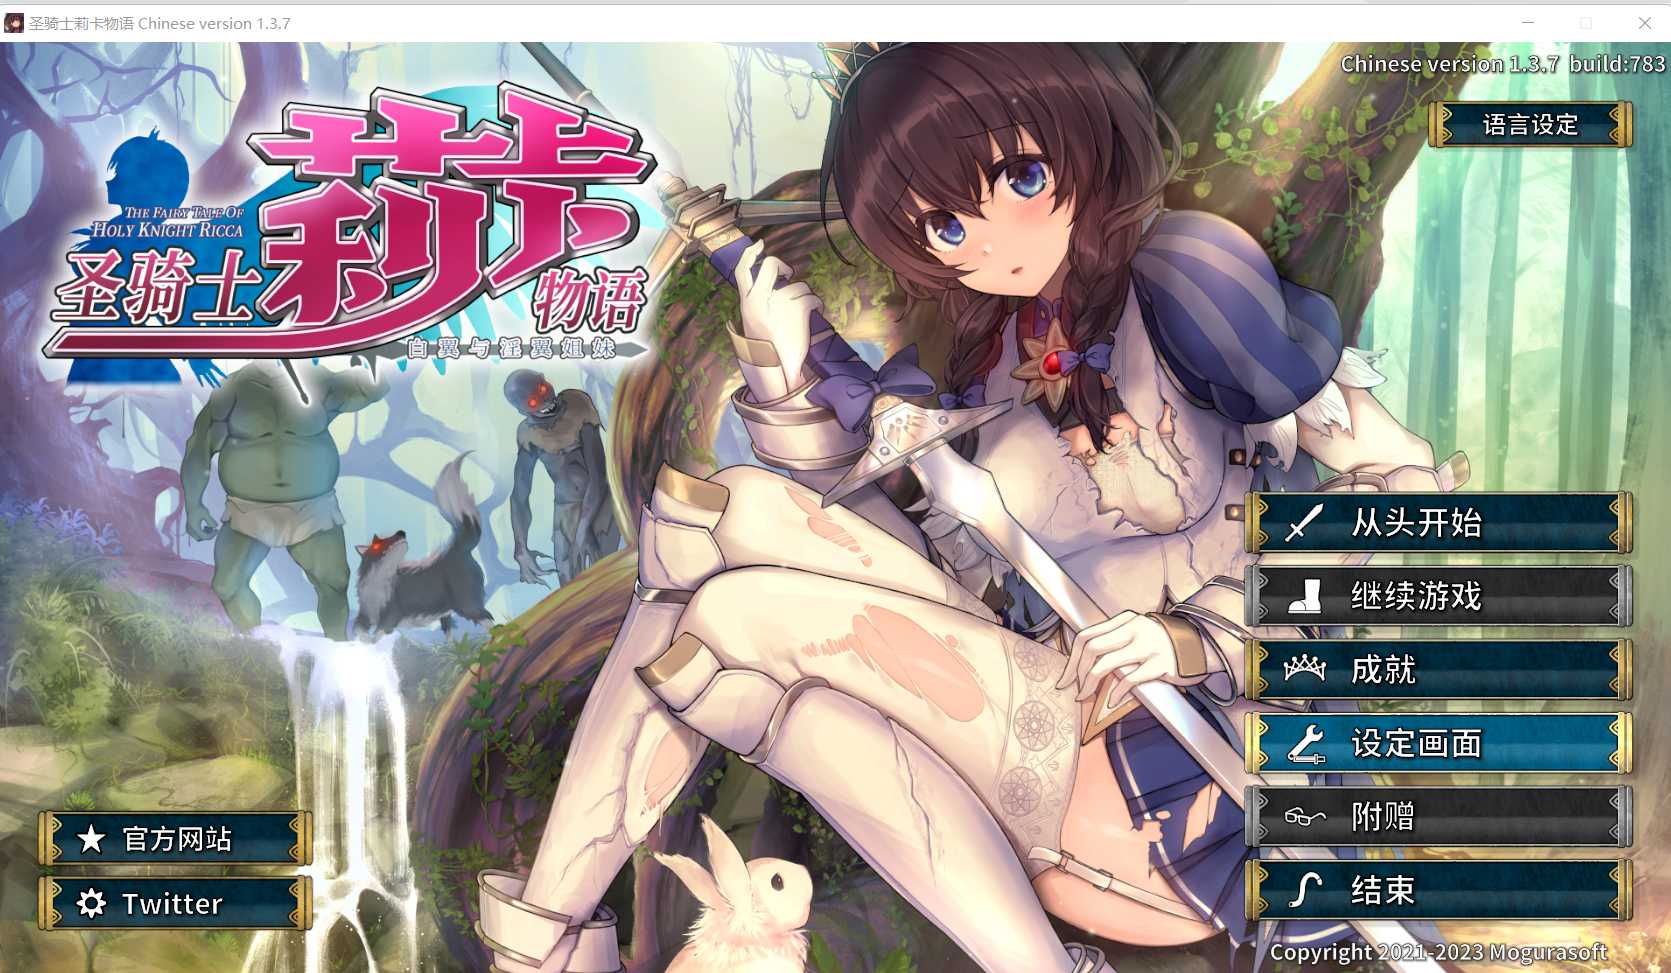 圣骑士莉卡物语 Chinese version 1.3.7
Chinese version 1.3.7 build:783
语言设定
THE FAIRY TALE OF
HOLY KNIGHT RICCA
圣骑士莉卡物语
白翼与淫翼姐妹
从头开始
继续游戏
成就
设定画面
附赠
结束
官方网站
Twitter
Copyright 2021-2023 Mogurasoft